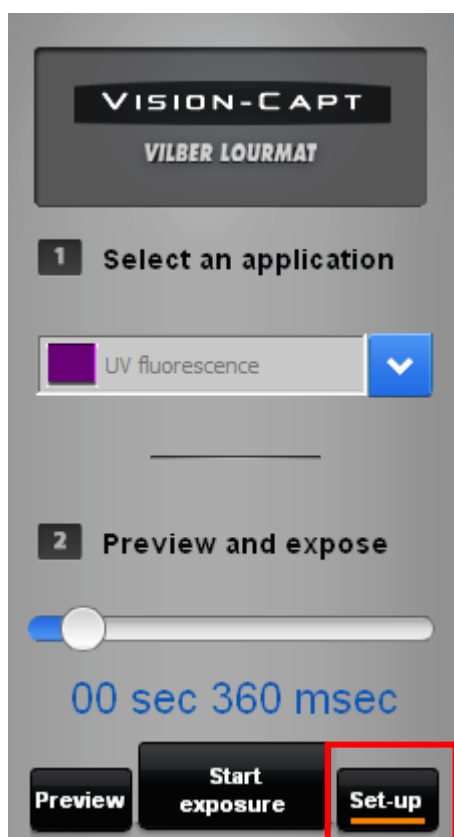 VISION-CAPT
VILBER LOURMAT
1 Select an application
UV fluorescence
2 Preview and expose
00 sec 360 msec
Preview
Start
exposure
Set-up